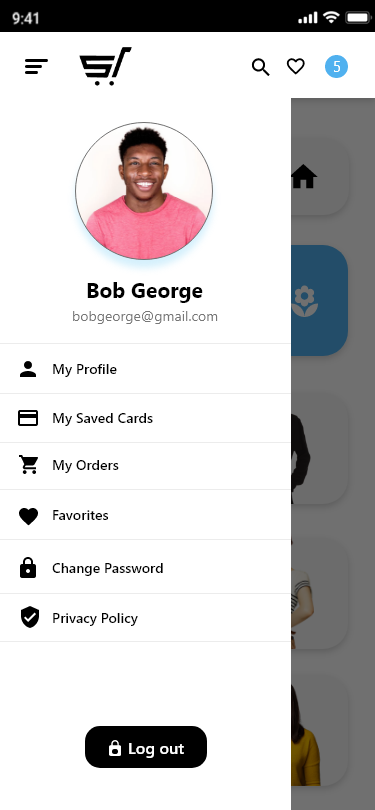 9:41
5
Bob George
bobgeorge@gmail.com
My Profile
My Saved Cards
My Orders
Favorites
Change Password
Privacy Policy
Log out